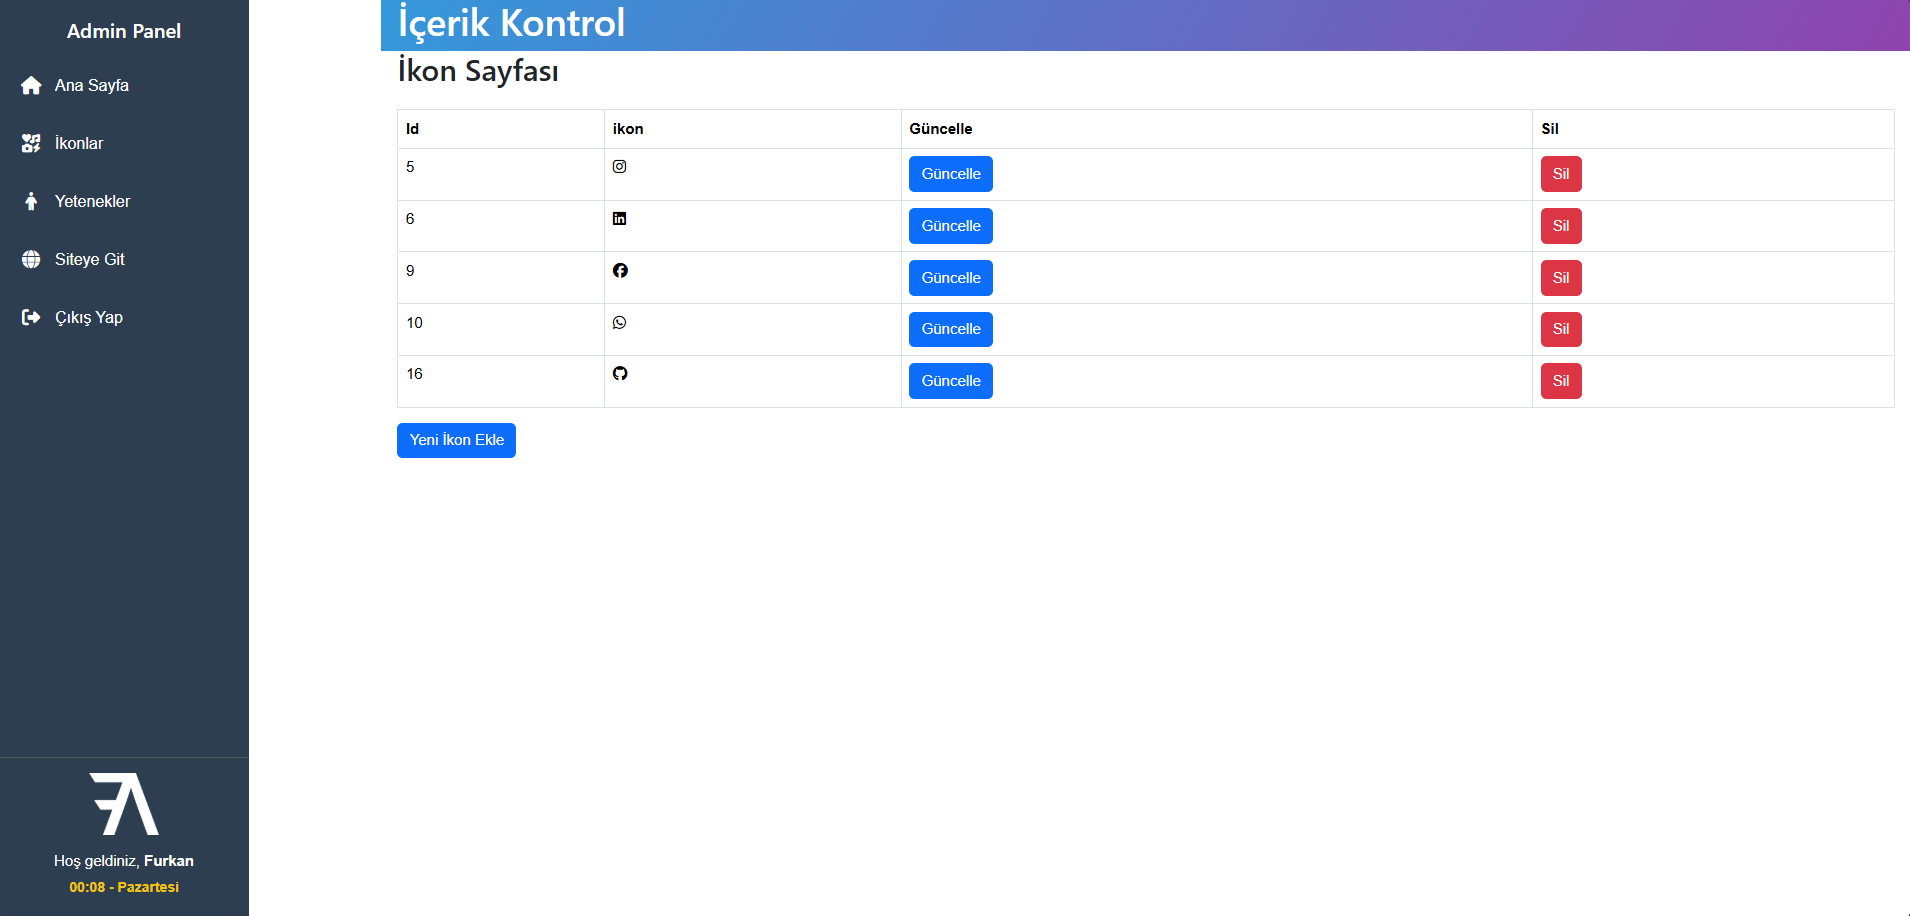 Admin Panel
Ana Sayfa
İkonlar
Yetenekler
Siteye Git
Çıkış Yap
Hoş geldiniz, Furkan
00:08 - Pazartesi
İçerik Kontrol
İkon Sayfası
Id ikon Güncelle Sil
5 Güncelle Sil
6 Güncelle Sil
9 Güncelle Sil
10 Güncelle Sil
16 Güncelle Sil
Yeni İkon Ekle